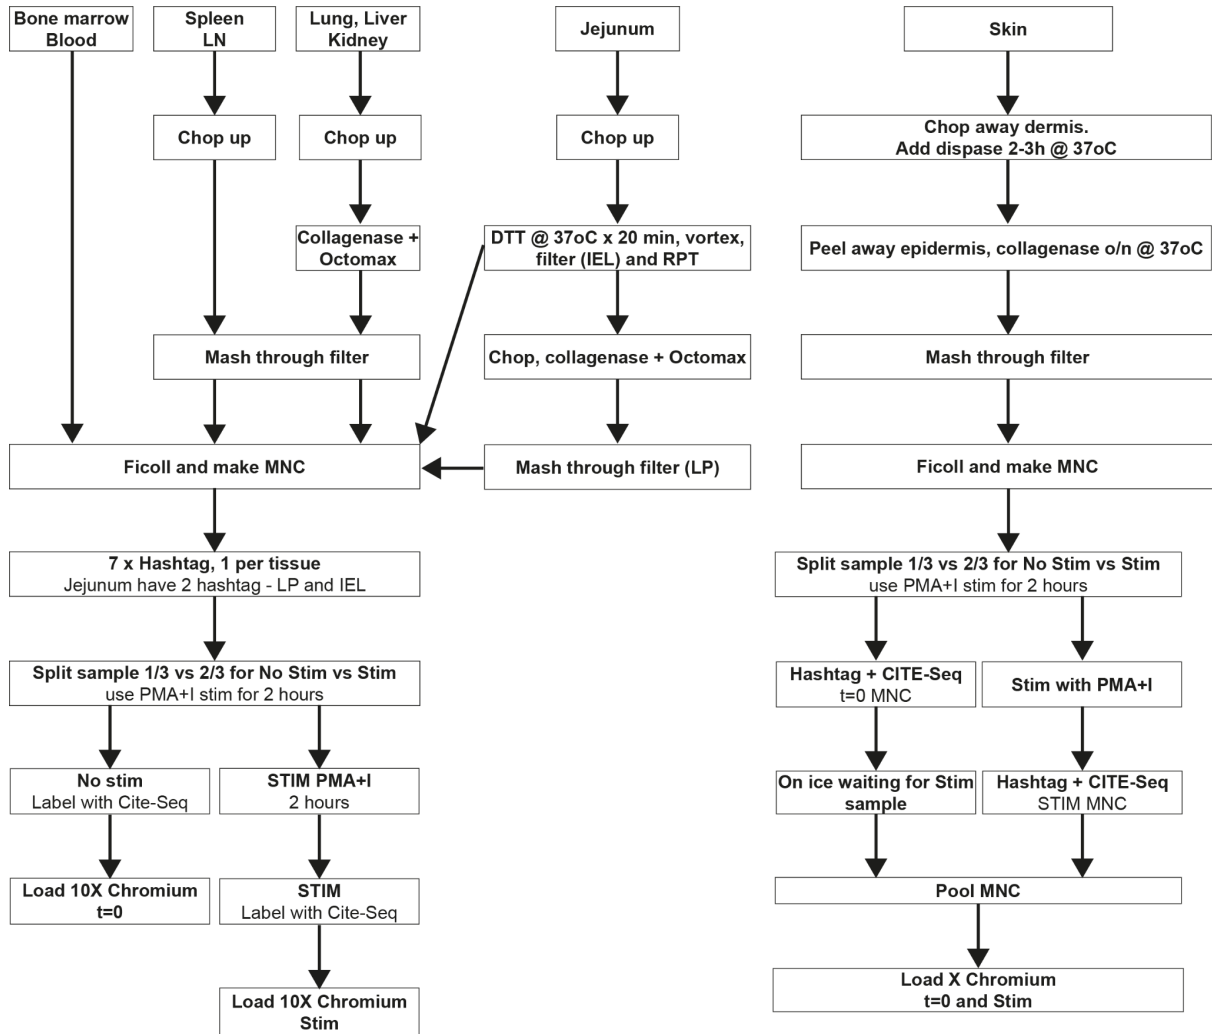 Bone marrow
Blood
Spleen
LN
Lung, Liver
Kidney
Jejunum
Skin
Chop up
Chop up
Chop up
Chop away dermis.
Add dispase 2-3h @ 37oC
Collagenase +
Octomax
DTT @ 37oC x 20 min, vortex,
filter (IEL) and RPT
Peel away epidermis, collagenase o/n @ 37oC
Mash through filter
Chop, collagenase + Octomax
Mash through filter
Ficoll and make MNC
Mash through filter (LP)
Ficoll and make MNC
7 x Hashtag, 1 per tissue
Jejunum have 2 hashtag - LP and IEL
Split sample 1/3 vs 2/3 for No Stim vs Stim
use PMA+I stim for 2 hours
Split sample 1/3 vs 2/3 for No Stim vs Stim
use PMA+I stim for 2 hours
Hashtag + CITE-Seq
t=0 MNC
Stim with PMA+I
No stim
Label with Cite-Seq
STIM PMA+I
2 hours
On ice waiting for Stim
sample
Hashtag + CITE-Seq
STIM MNC
Load 10X Chromium
t=0
STIM
Label with Cite-Seq
Pool MNC
Load 10X Chromium
Stim
Load X Chromium
t=0 and Stim